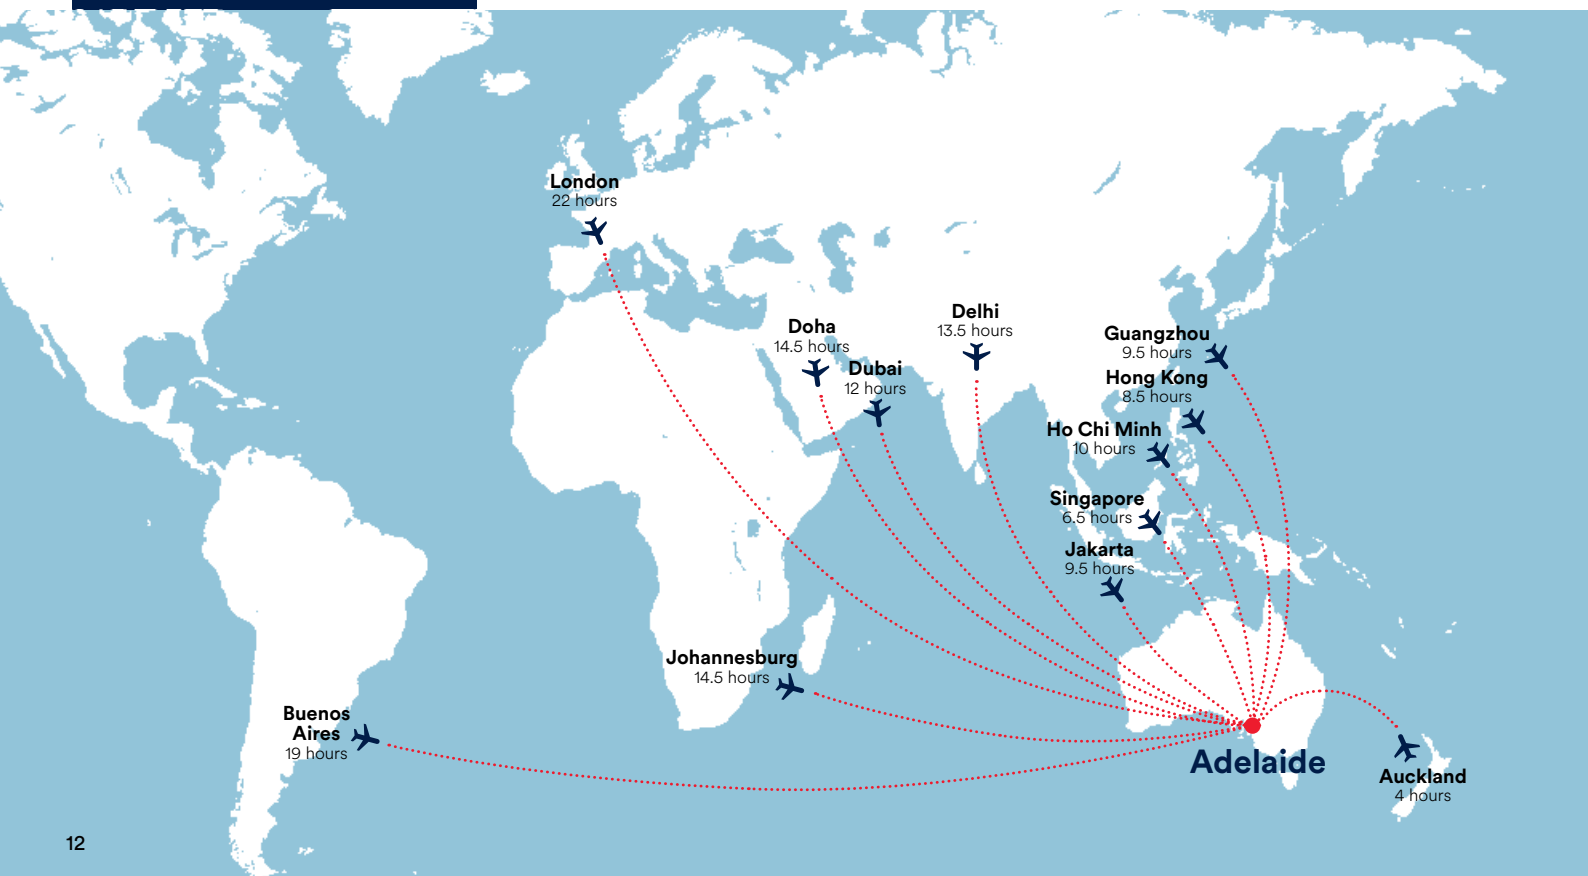 London
22 hours
Doha
14.5 hours
Dubai
12 hours
Delhi
13.5 hours
Guangzhou
9.5 hours
Hong Kong
8.5 hours
Ho Chi Minh
10 hours
Singapore
6.5 hours
Jakarta
9.5 hours
Johannesburg
14.5 hours
Buenos
Aires
19 hours
Adelaide
Auckland
4 hours
12